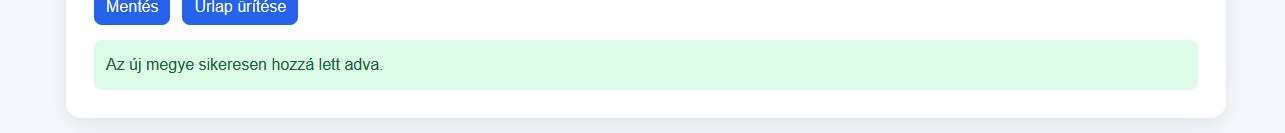 Mentés Űrlap ürítése
Az új megye sikeresen hozzá lett adva.